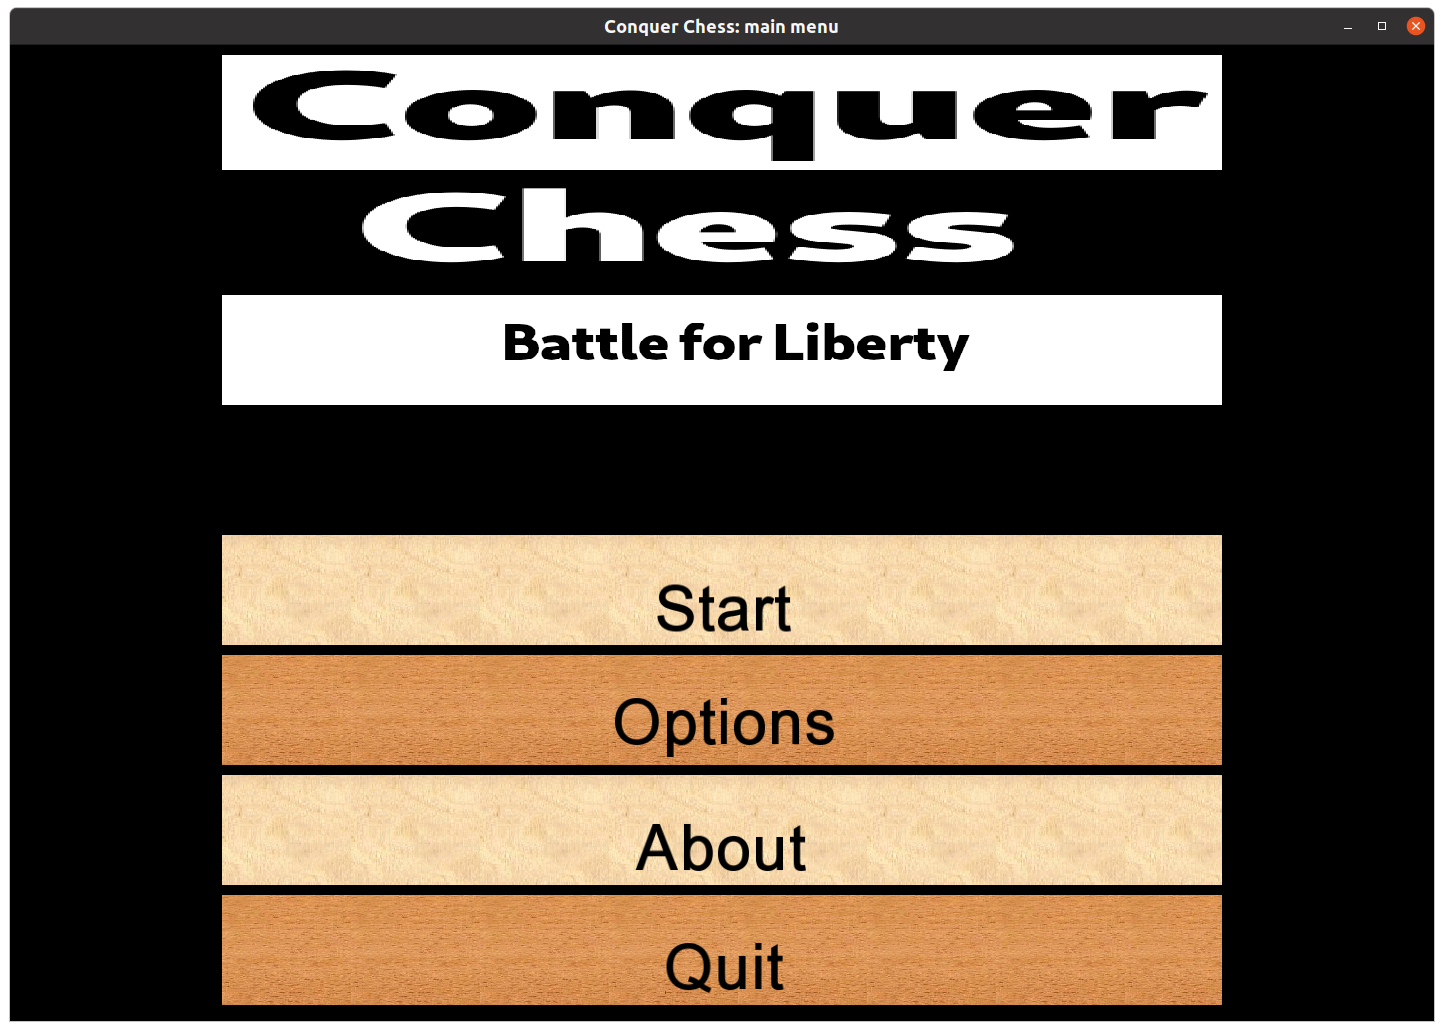 Conquer Chess: main menu
Conquer
Chess
Battle for Liberty
Start
Options
About
Quit